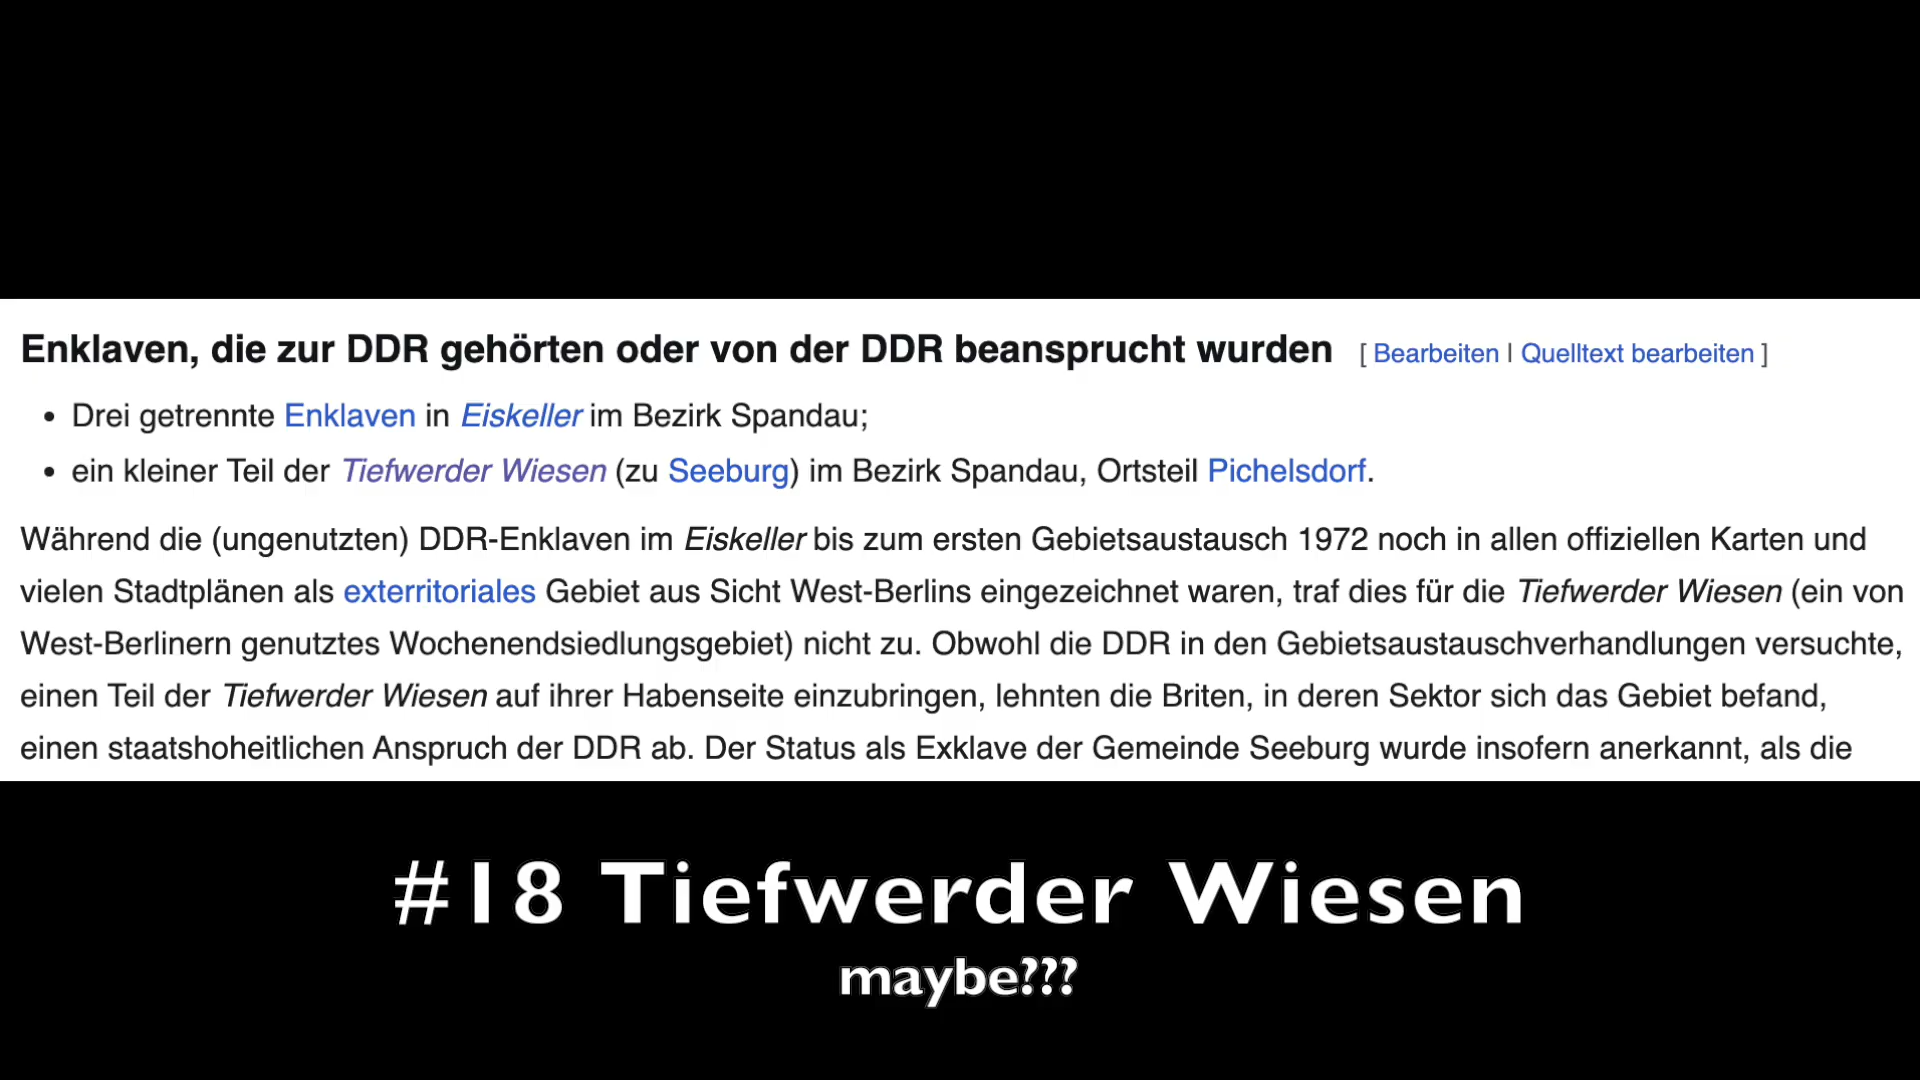 Enklaven, die zur DDR gehörten oder von der DDR beansprucht wurden [ Bearbeiten | Quelltext bearbeiten ]
• Drei getrennte Enklaven in Eiskeller im Bezirk Spandau;
• ein kleiner Teil der Tiefwerder Wiesen (zu Seeburg) im Bezirk Spandau, Ortsteil Pichelsdorf.
Während die (ungenutzten) DDR-Enklaven im Eiskeller bis zum ersten Gebietsaustausch 1972 noch in allen offiziellen Karten und
vielen Stadtplänen als exterritoriales Gebiet aus Sicht West-Berlins eingezeichnet waren, traf dies für die Tiefwerder Wiesen (ein von
West-Berlinern genutztes Wochenendsiedlungsgebiet) nicht zu. Obwohl die DDR in den Gebietsaustauschverhandlungen versuchte,
einen Teil der Tiefwerder Wiesen auf ihrer Habenseite einzubringen, lehnten die Briten, in deren Sektor sich das Gebiet befand,
einen staatshoheitlichen Anspruch der DDR ab. Der Status als Exklave der Gemeinde Seeburg wurde insofern anerkannt, als die
#18 Tiefwerder Wiesen
maybe???